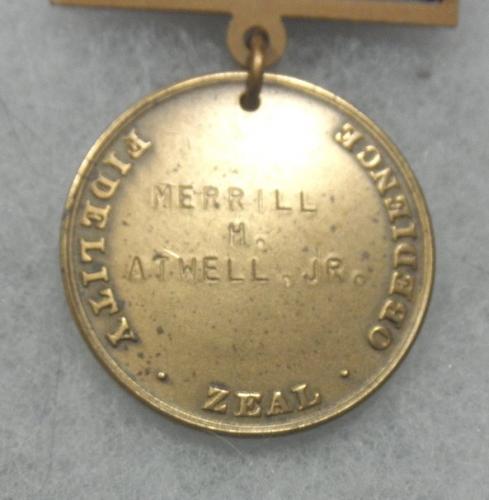 FIDELITY · ZEAL · OBEDIENCE
MERRILL
M.
ATWELL, JR.